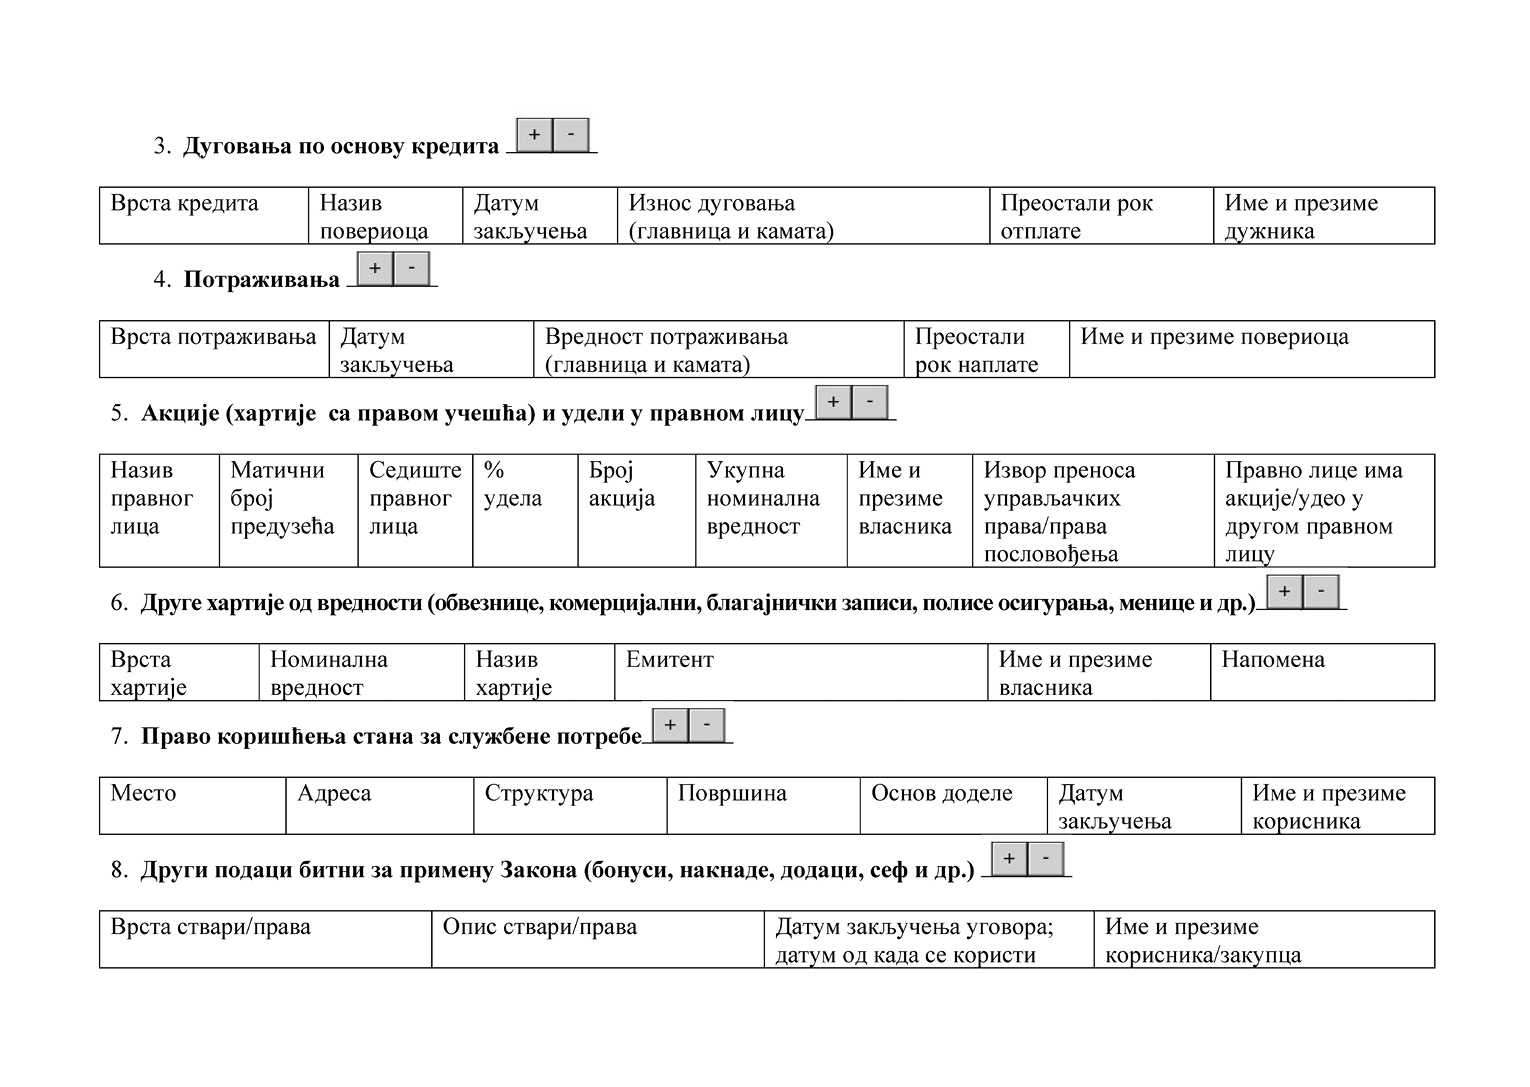 3. Дуговања по основу кредита + -
Врста кредита Назив Датум Износ дуговања Преостали рок Име и презиме
повериоца закључења (главница и камата) отплате дужника
4. Потраживања + -
Врста потраживања Датум Вредност потраживања Преостали Име и презиме повериоца
закључења (главница и камата) рок наплате
5. Акције (хартије са правом учешћа) и удели у правном лицу + -
Назив Матични Седиште % Број Укупна Име и Извор преноса Правно лице има
правног број правног удела акција номинална презиме управљачких акције/удео у
лица предузећа лица вредност власника права/права другом правном
пословођења лицу
6. Друге хартије од вредности (обвезнице, комерцијални, благајнички записи, полисе осигурања, менице и др.) + -
Врста Номинална Назив Емитент Име и презиме Напомена
хартије вредност хартије власника
7. Право коришћења стана за службене потребе + -
Место Адреса Структура Површина Основ доделе Датум Име и презиме
закључења корисника
8. Други подаци битни за примену Закона (бонуси, накнаде, додаци, сеф и др.) + -
Врста ствари/права Опис ствари/права Датум закључења уговора; Име и презиме
датум од када се користи корисника/закупца